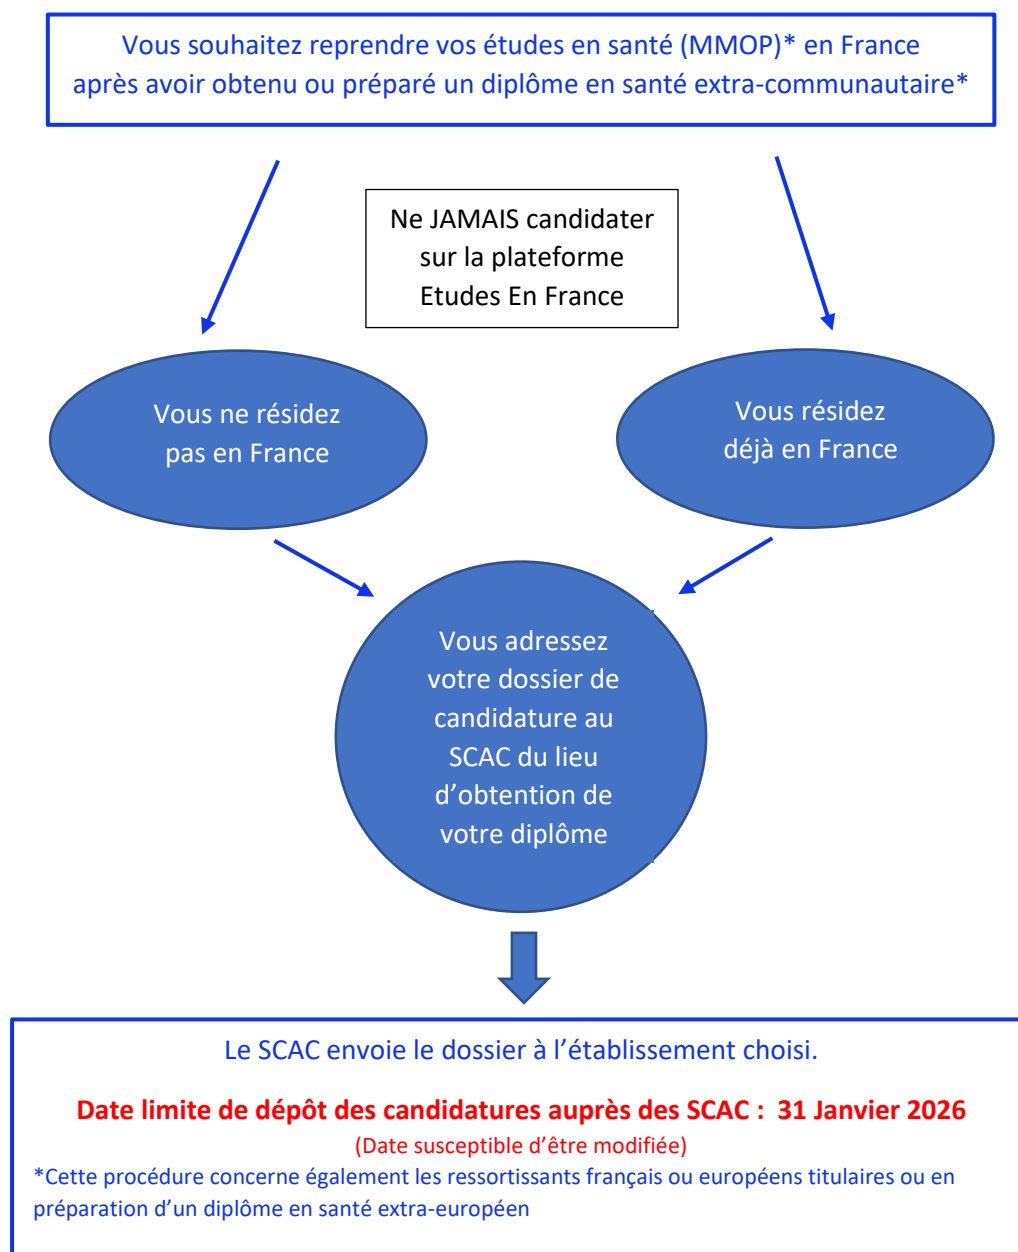 Vous souhaitez reprendre vos études en santé (MMOP)* en France
après avoir obtenu ou préparé un diplôme en santé extra-communautaire*
Ne JAMAIS candidater
sur la plateforme
Etudes En France
Vous ne résidez
pas en France
Vous résidez
déjà en France
Vous adressez
votre dossier de
candidature au
SCAC du lieu
d’obtention de
votre diplôme
Le SCAC envoie le dossier à l’établissement choisi.
Date limite de dépôt des candidatures auprès des SCAC : 31 Janvier 2026
(Date susceptible d’être modifiée)
*Cette procédure concerne également les ressortissants français ou européens titulaires ou en
préparation d’un diplôme en santé extra-européen